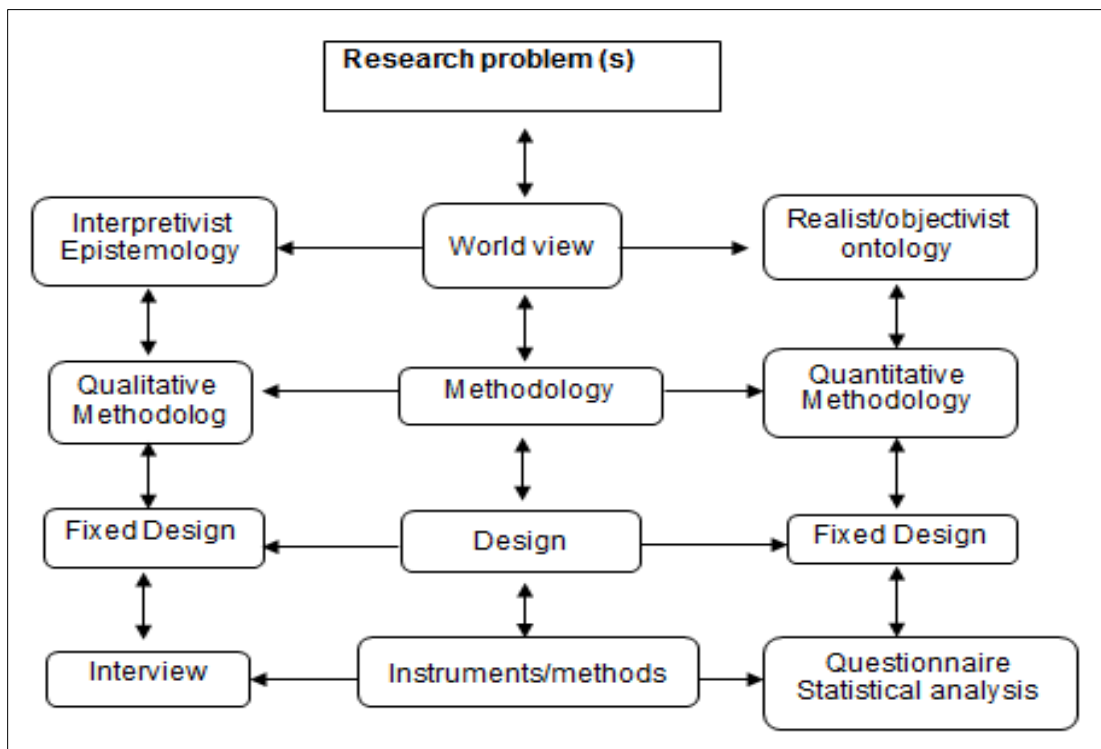 Research problem (s)
Interpretivist
Epistemology
World view
Realist/objectivist
ontology
Qualitative
Methodolog
Methodology
Quantitative
Methodology
Fixed Design
Design
Fixed Design
Interview
Instruments/methods
Questionnaire
Statistical analysis